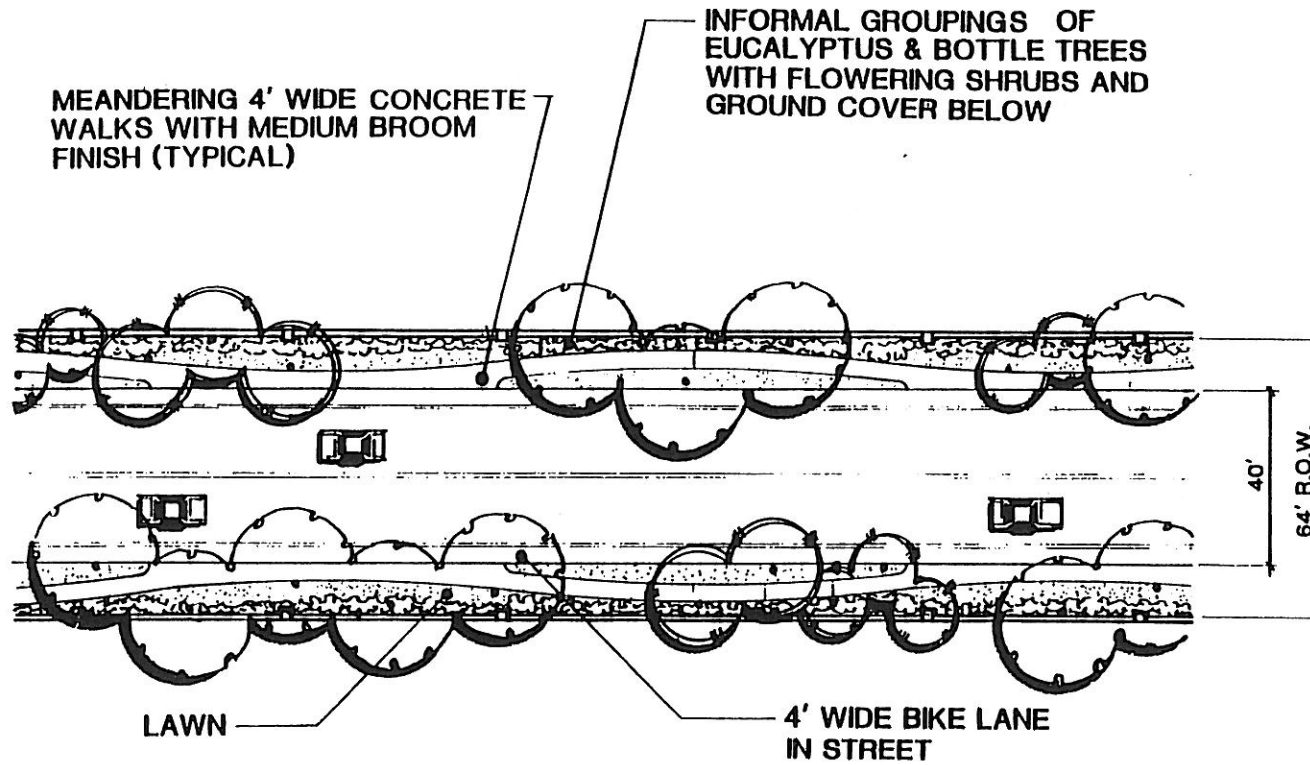 INFORMAL GROUPINGS OF
EUCALYPTUS & BOTTLE TREES
WITH FLOWERING SHRUBS AND
GROUND COVER BELOW
MEANDERING 4' WIDE CONCRETE
WALKS WITH MEDIUM BROOM
FINISH (TYPICAL)
40'
64' R.O.W.
LAWN
4' WIDE BIKE LANE
IN STREET